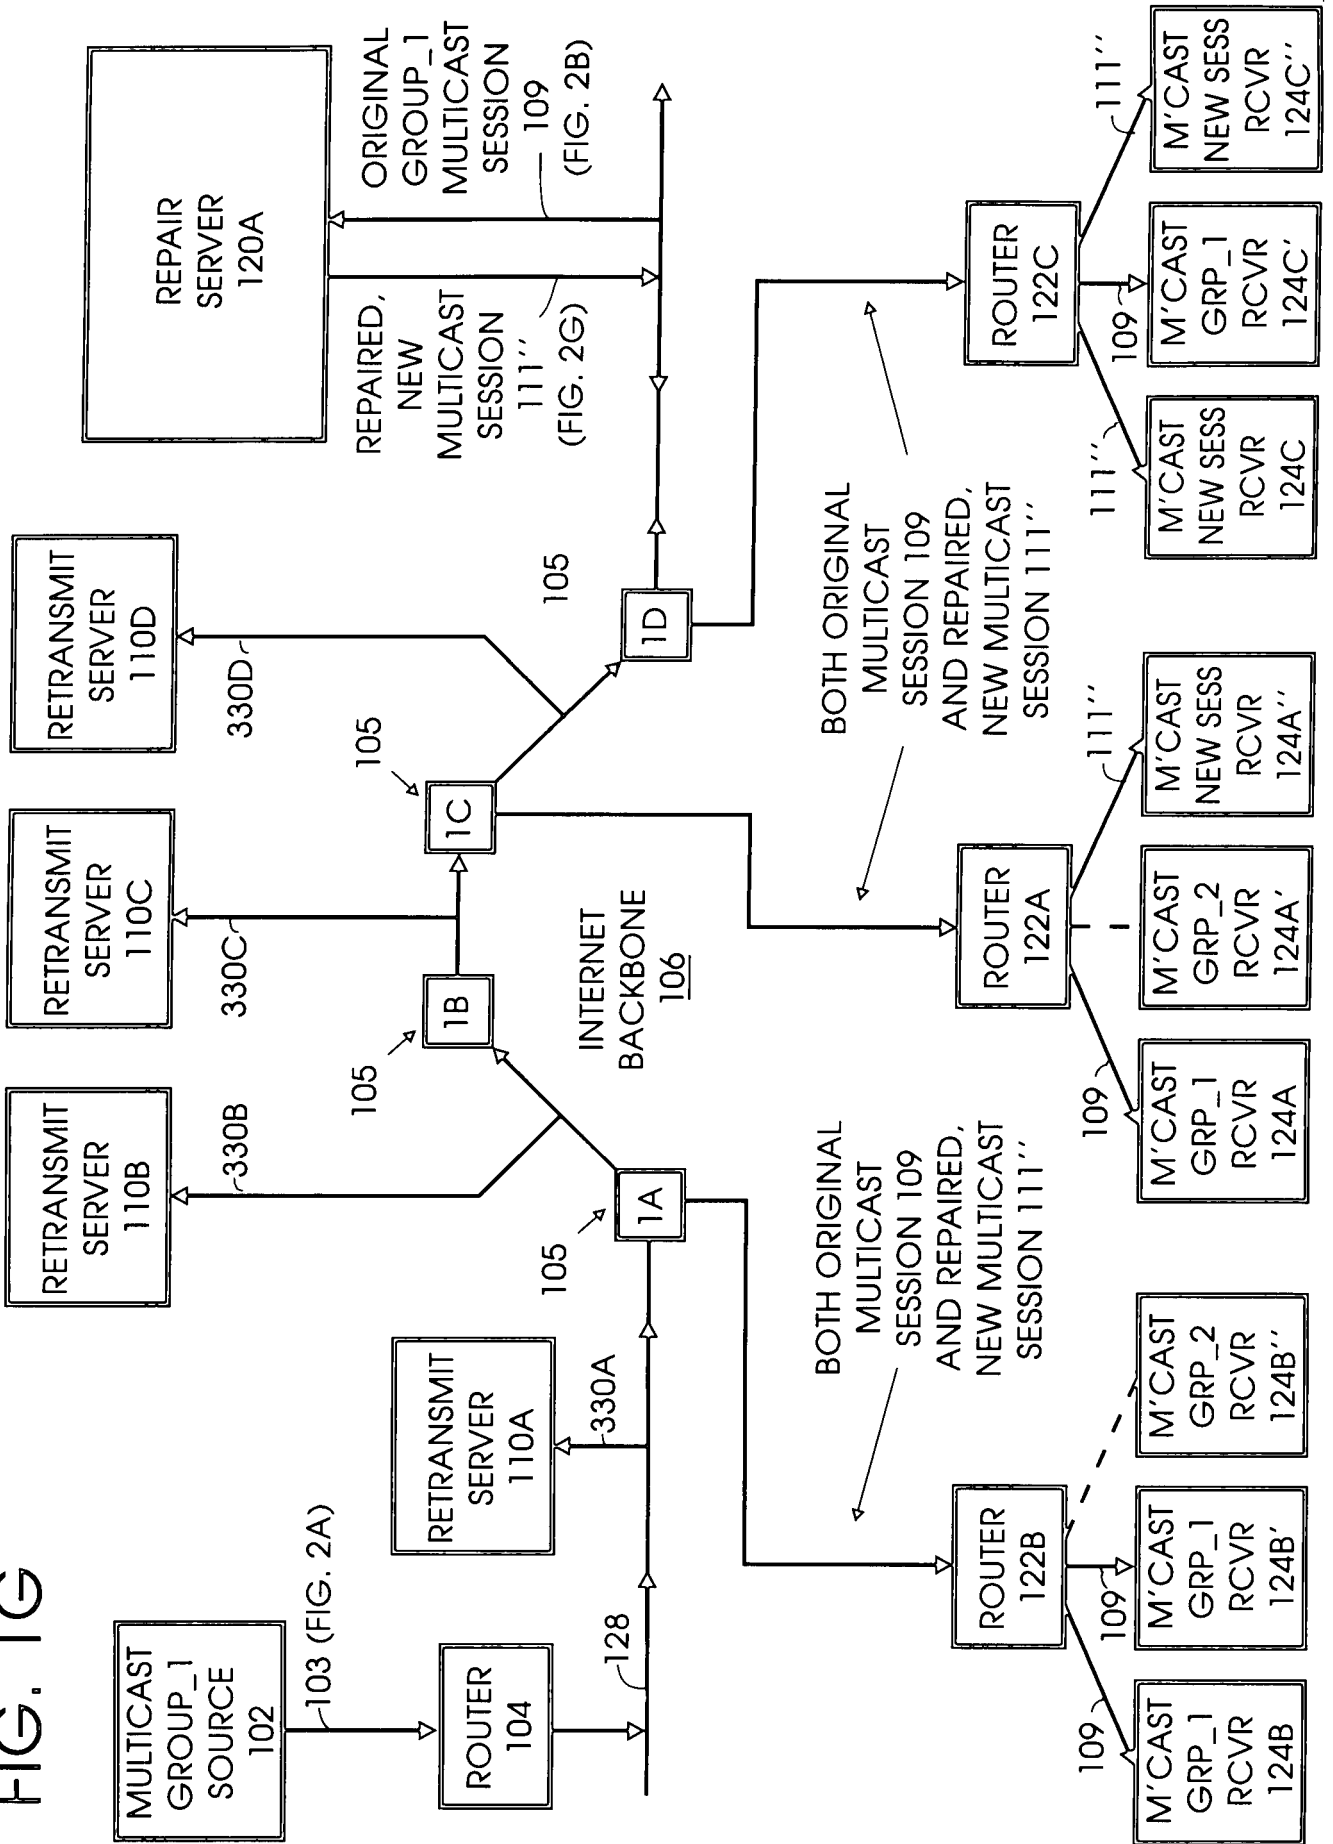 FIG. 1G
MULTICAST
GROUP_1
SOURCE
102
103 (FIG. 2A)
ROUTER
104
128
RETRANSMIT
SERVER
110A
330A
RETRANSMIT
SERVER
110B
330B
RETRANSMIT
SERVER
110C
330C
RETRANSMIT
SERVER
110D
330D
REPAIR
SERVER
120A
REPAIRED,
NEW
MULTICAST
SESSION
111''
(FIG. 2G)
ORIGINAL
GROUP_1
MULTICAST
SESSION
109
(FIG. 2B)
105
1A
105
1B
105
1C
105
1D
INTERNET
BACKBONE
106
BOTH ORIGINAL
MULTICAST
SESSION 109
AND REPAIRED,
NEW MULTICAST
SESSION 111''
BOTH ORIGINAL
MULTICAST
SESSION 109
AND REPAIRED,
NEW MULTICAST
SESSION 111''
ROUTER
122B
109
109
M'CAST
GRP_1
RCVR
124B
M'CAST
GRP_1
RCVR
124B'
M'CAST
GRP_2
RCVR
124B''
ROUTER
122A
109
111''
M'CAST
GRP_1
RCVR
124A
M'CAST
GRP_2
RCVR
124A'
M'CAST
NEW SESS
RCVR
124A''
ROUTER
122C
111''
109
111''
M'CAST
NEW SESS
RCVR
124C
M'CAST
GRP_1
RCVR
124C'
M'CAST
NEW SESS
RCVR
124C''